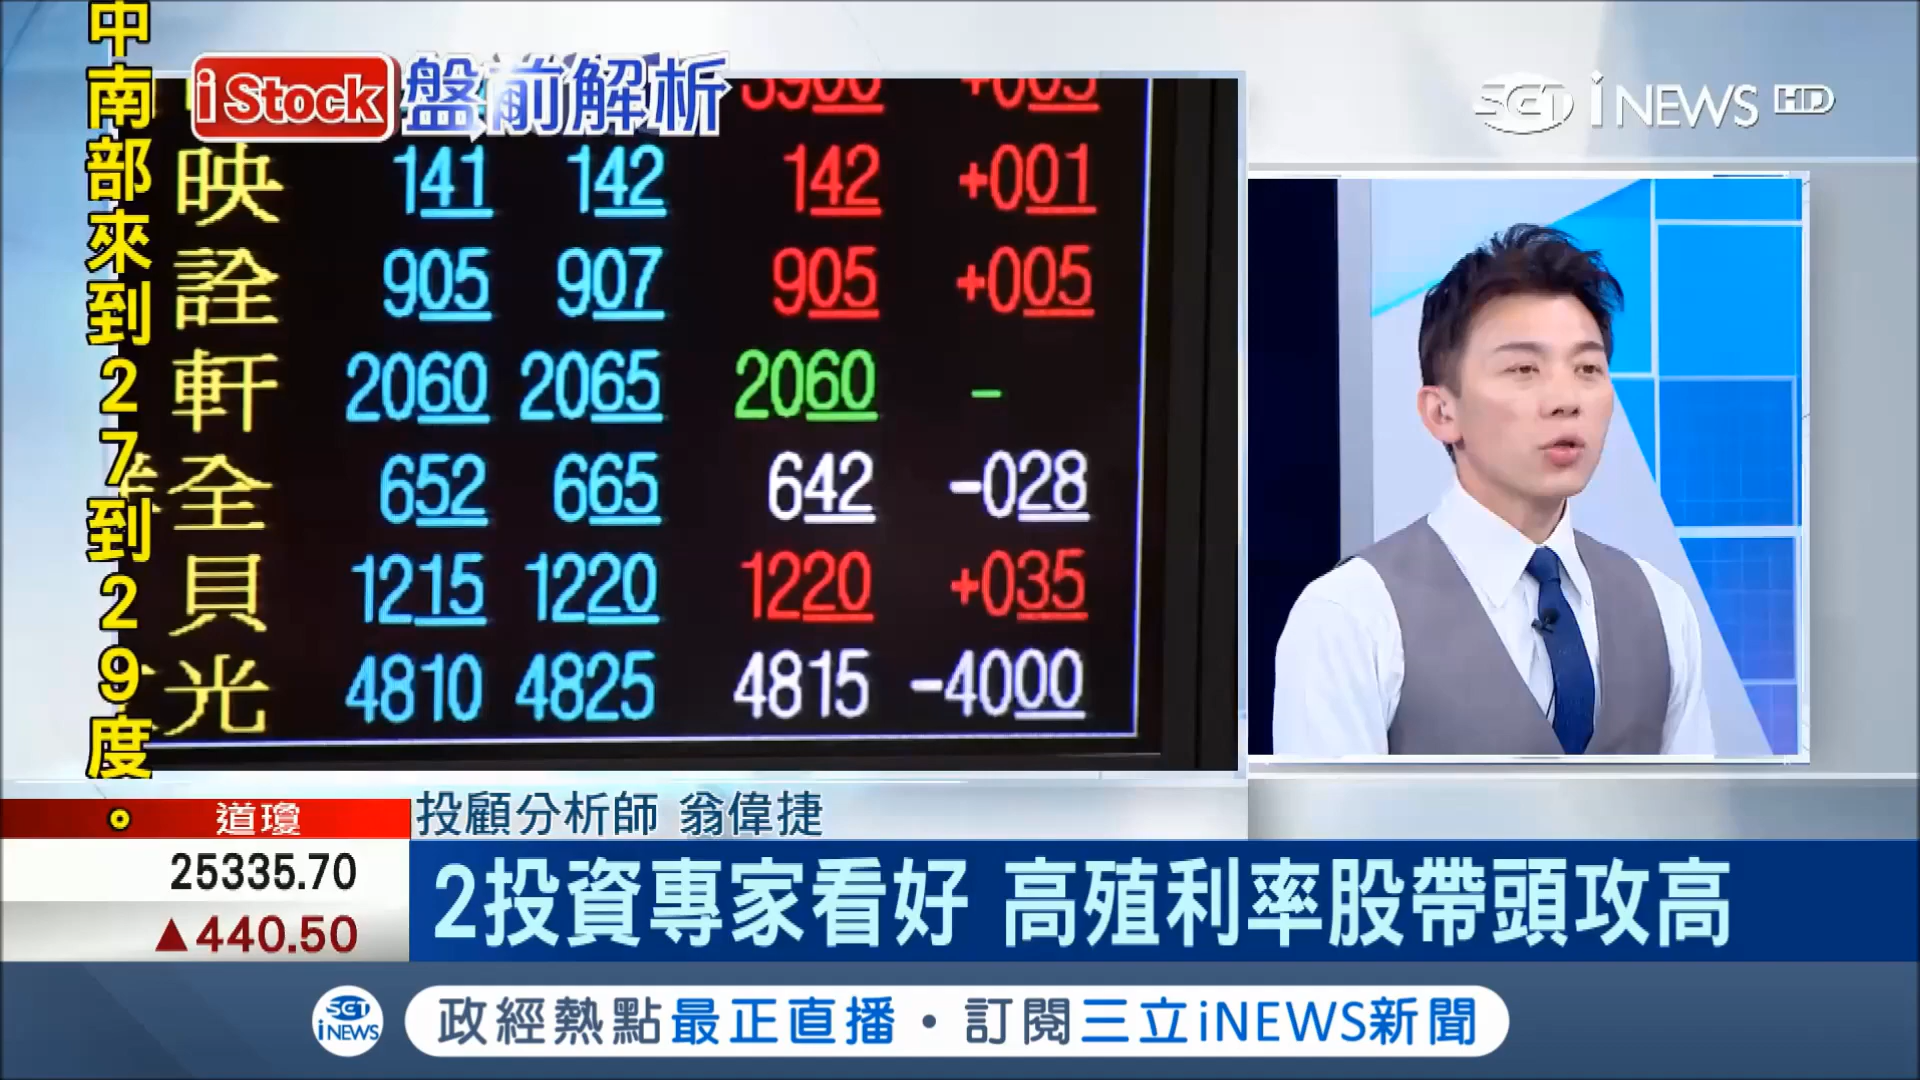 中南部來到27到29度。
iStock 盤前解析
SET iNEWS HD
映 141 142 142 +001
詮 905 907 905 +005
軒 2060 2065 2060 −
全 652 665 642 -028
貝 1215 1220 1220 +035
光 4810 4825 4815 -4000
道瓊
25335.70
▲440.50
投顧分析師 翁偉捷
2投資專家看好 高殖利率股帶頭攻高
SET iNEWS
政經熱點最正直播・訂閱三立iNEWS新聞